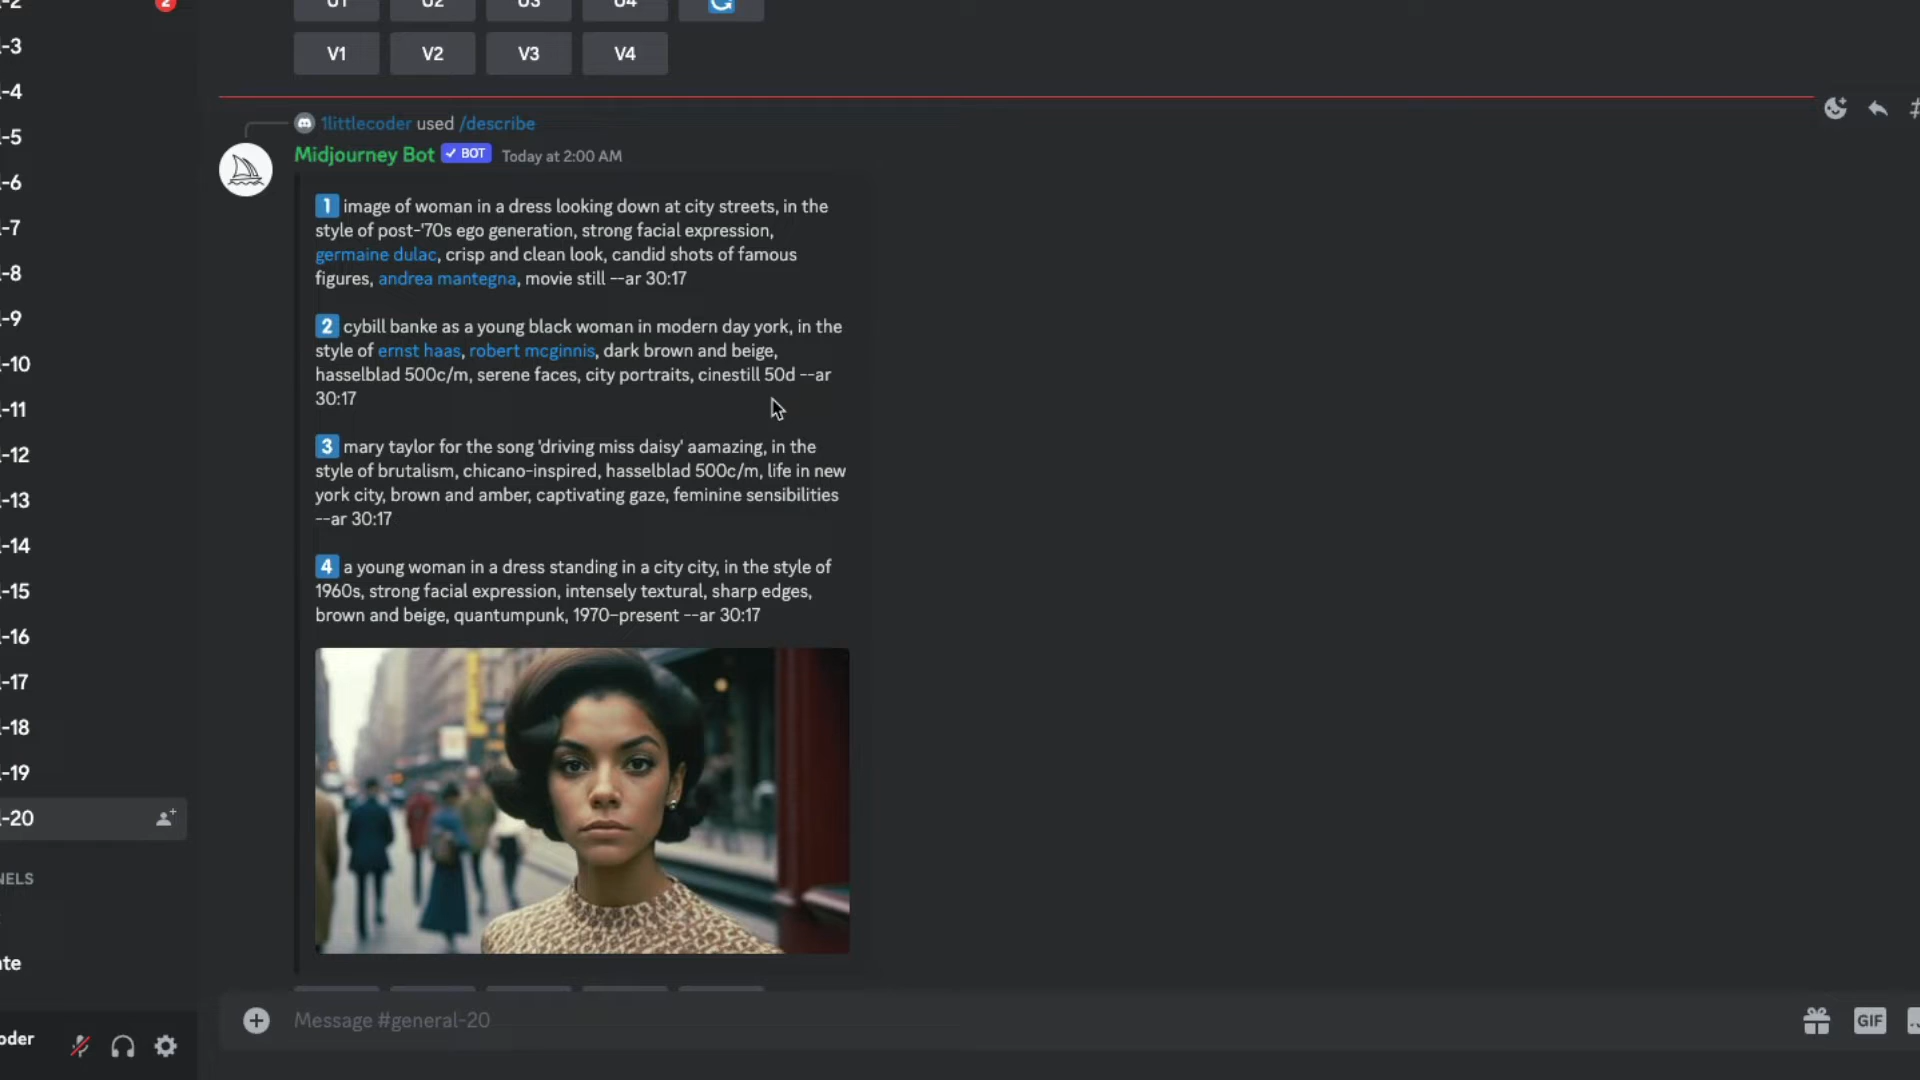 -2
2
U1 U2 U3 U4
-3
V1 V2 V3 V4
-4
1littlecoder used /describe
-5
Midjourney Bot ✓ BOT Today at 2:00 AM
-6
1 image of woman in a dress looking down at city streets, in the
style of post-'70s ego generation, strong facial expression,
germaine dulac, crisp and clean look, candid shots of famous
figures, andrea mantegna, movie still --ar 30:17
-7
-8
2 cybill banke as a young black woman in modern day york, in the
style of ernst haas, robert mcginnis, dark brown and beige,
hasselblad 500c/m, serene faces, city portraits, cinestill 50d --ar
30:17
-9
-10
-11
3 mary taylor for the song 'driving miss daisy' aamazing, in the
style of brutalism, chicano-inspired, hasselblad 500c/m, life in new
york city, brown and amber, captivating gaze, feminine sensibilities
--ar 30:17
-12
-13
-14
4 a young woman in a dress standing in a city city, in the style of
1960s, strong facial expression, intensely textural, sharp edges,
brown and beige, quantumpunk, 1970–present --ar 30:17
-15
-16
-17
-18
-19
-20
NELS
te
Message #general-20
GIF
oder